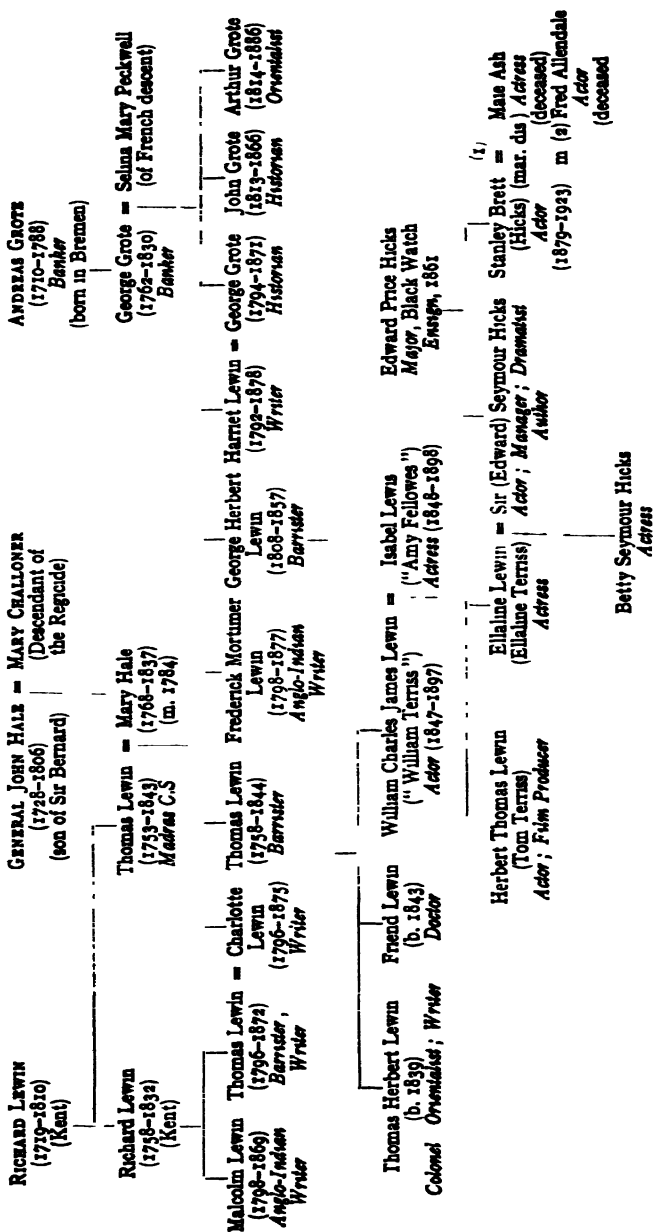 RICHARD LEWIN
(1719–1810)
(Kent)
GENERAL JOHN HALE = MARY CHALLONER
(1728–1806)
(son of Sir Bernard)
(Descendant of
the Regicide)
ANDREAS GROTE
(1710–1788)
Banker
(born in Bremen)
Richard Lewin
(1758–1832)
(Kent)
Thomas Lewin = Mary Hale
(1753–1843)
Madras C.S
(1768–1837)
(m. 1784)
George Grote = Selina Mary Peckwell
(1762–1830)
Banker
(of French descent)
Malcolm Lewin
(1798–1869)
Anglo-Indian
Writer
Thomas Lewin = Charlotte
(1796–1872)
Barrister,
Writer
Lewin
(1796–1875)
Writer
Thomas Lewin
(1758–1844)
Barrister
Frederick Mortimer
Lewin
(1798–1877)
Anglo-Indian
Writer
George Herbert
Lewin
(1808–1857)
Barrister
Harriet Lewin = George Grote
(1792–1878)
Writer
(1794–1871)
Historian
John Grote
(1813–1866)
Historian
Arthur Grote
(1814–1886)
Orientalist
Thomas Herbert Lewin
(b. 1839)
Colonel Orientalist; Writer
Friend Lewin
(b. 1843)
Doctor
William Charles James Lewin =
("William Terriss")
Actor (1847–1897)
Isabel Lewis
("Amy Fellowes")
Actress (1848–1898)
Edward Price Hicks
Major, Black Watch
Ensign, 1861
Herbert Thomas Lewin
(Tom Terriss)
Actor; Film Producer
Ellaline Lewin = Sir (Edward) Seymour Hicks
(Ellaline Terriss)
Actress
Actor; Manager; Dramatist
Author
Stanley Brett (1) = Maie Ash
(Hicks) (mar. dis) Actress
Actor (deceased)
(1879–1923) m (2) Fred Allendale
Actor
(deceased)
Betty Seymour Hicks
Actress